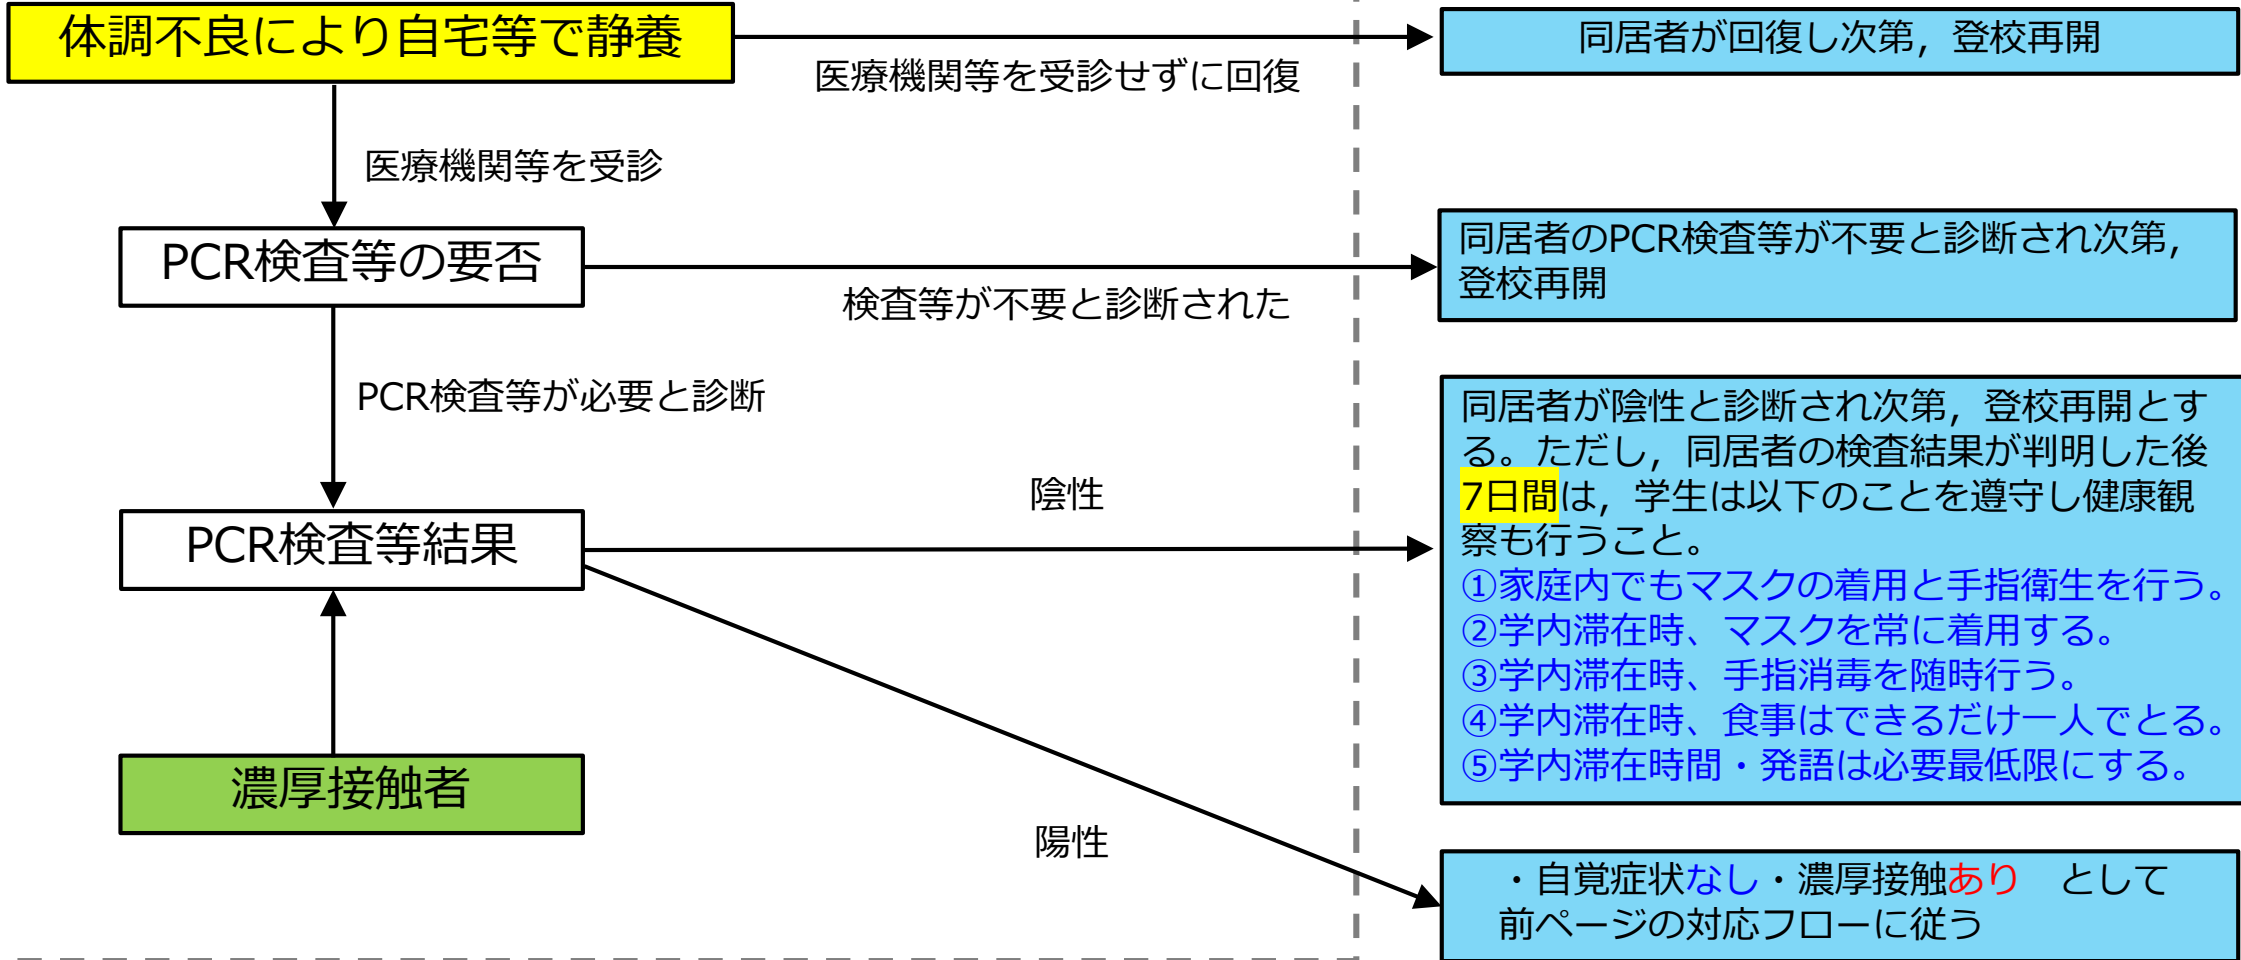 体調不良により自宅等で静養
同居者が回復し次第，登校再開
医療機関等を受診せずに回復
医療機関等を受診
PCR検査等の要否
同居者のPCR検査等が不要と診断され次第，
登校再開
検査等が不要と診断された
PCR検査等が必要と診断
同居者が陰性と診断され次第，登校再開とす
る。ただし，同居者の検査結果が判明した後
7日間は，学生は以下のことを遵守し健康観
察も行うこと。
①家庭内でもマスクの着用と手指衛生を行う。
②学内滞在時、マスクを常に着用する。
③学内滞在時、手指消毒を随時行う。
④学内滞在時、食事はできるだけ一人でとる。
⑤学内滞在時間・発語は必要最低限にする。
陰性
PCR検査等結果
濃厚接触者
陽性
・自覚症状なし・濃厚接触あり　として
前ページの対応フローに従う